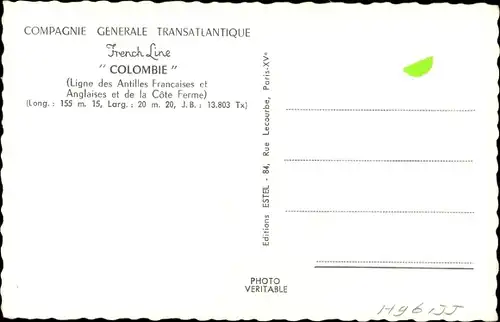 COMPAGNIE GENERALE TRANSATLANTIQUE
French Line
" COLOMBIE "
(Ligne des Antilles Francaises et
Anglaises et de la Côte Ferme)
(Long. : 155 m. 15, Larg. : 20 m. 20, J. B. : 13.803 Tx)
Editions ESTEL - 84, Rue Lecourbe, Paris-XVe
PHOTO
VERITABLE